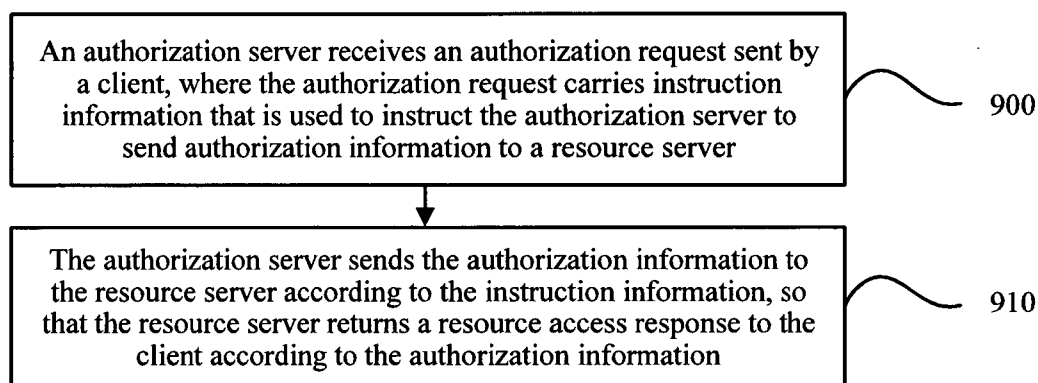 An authorization server receives an authorization request sent by
a client, where the authorization request carries instruction
information that is used to instruct the authorization server to
send authorization information to a resource server
900
The authorization server sends the authorization information to
the resource server according to the instruction information, so
that the resource server returns a resource access response to the
client according to the authorization information
910